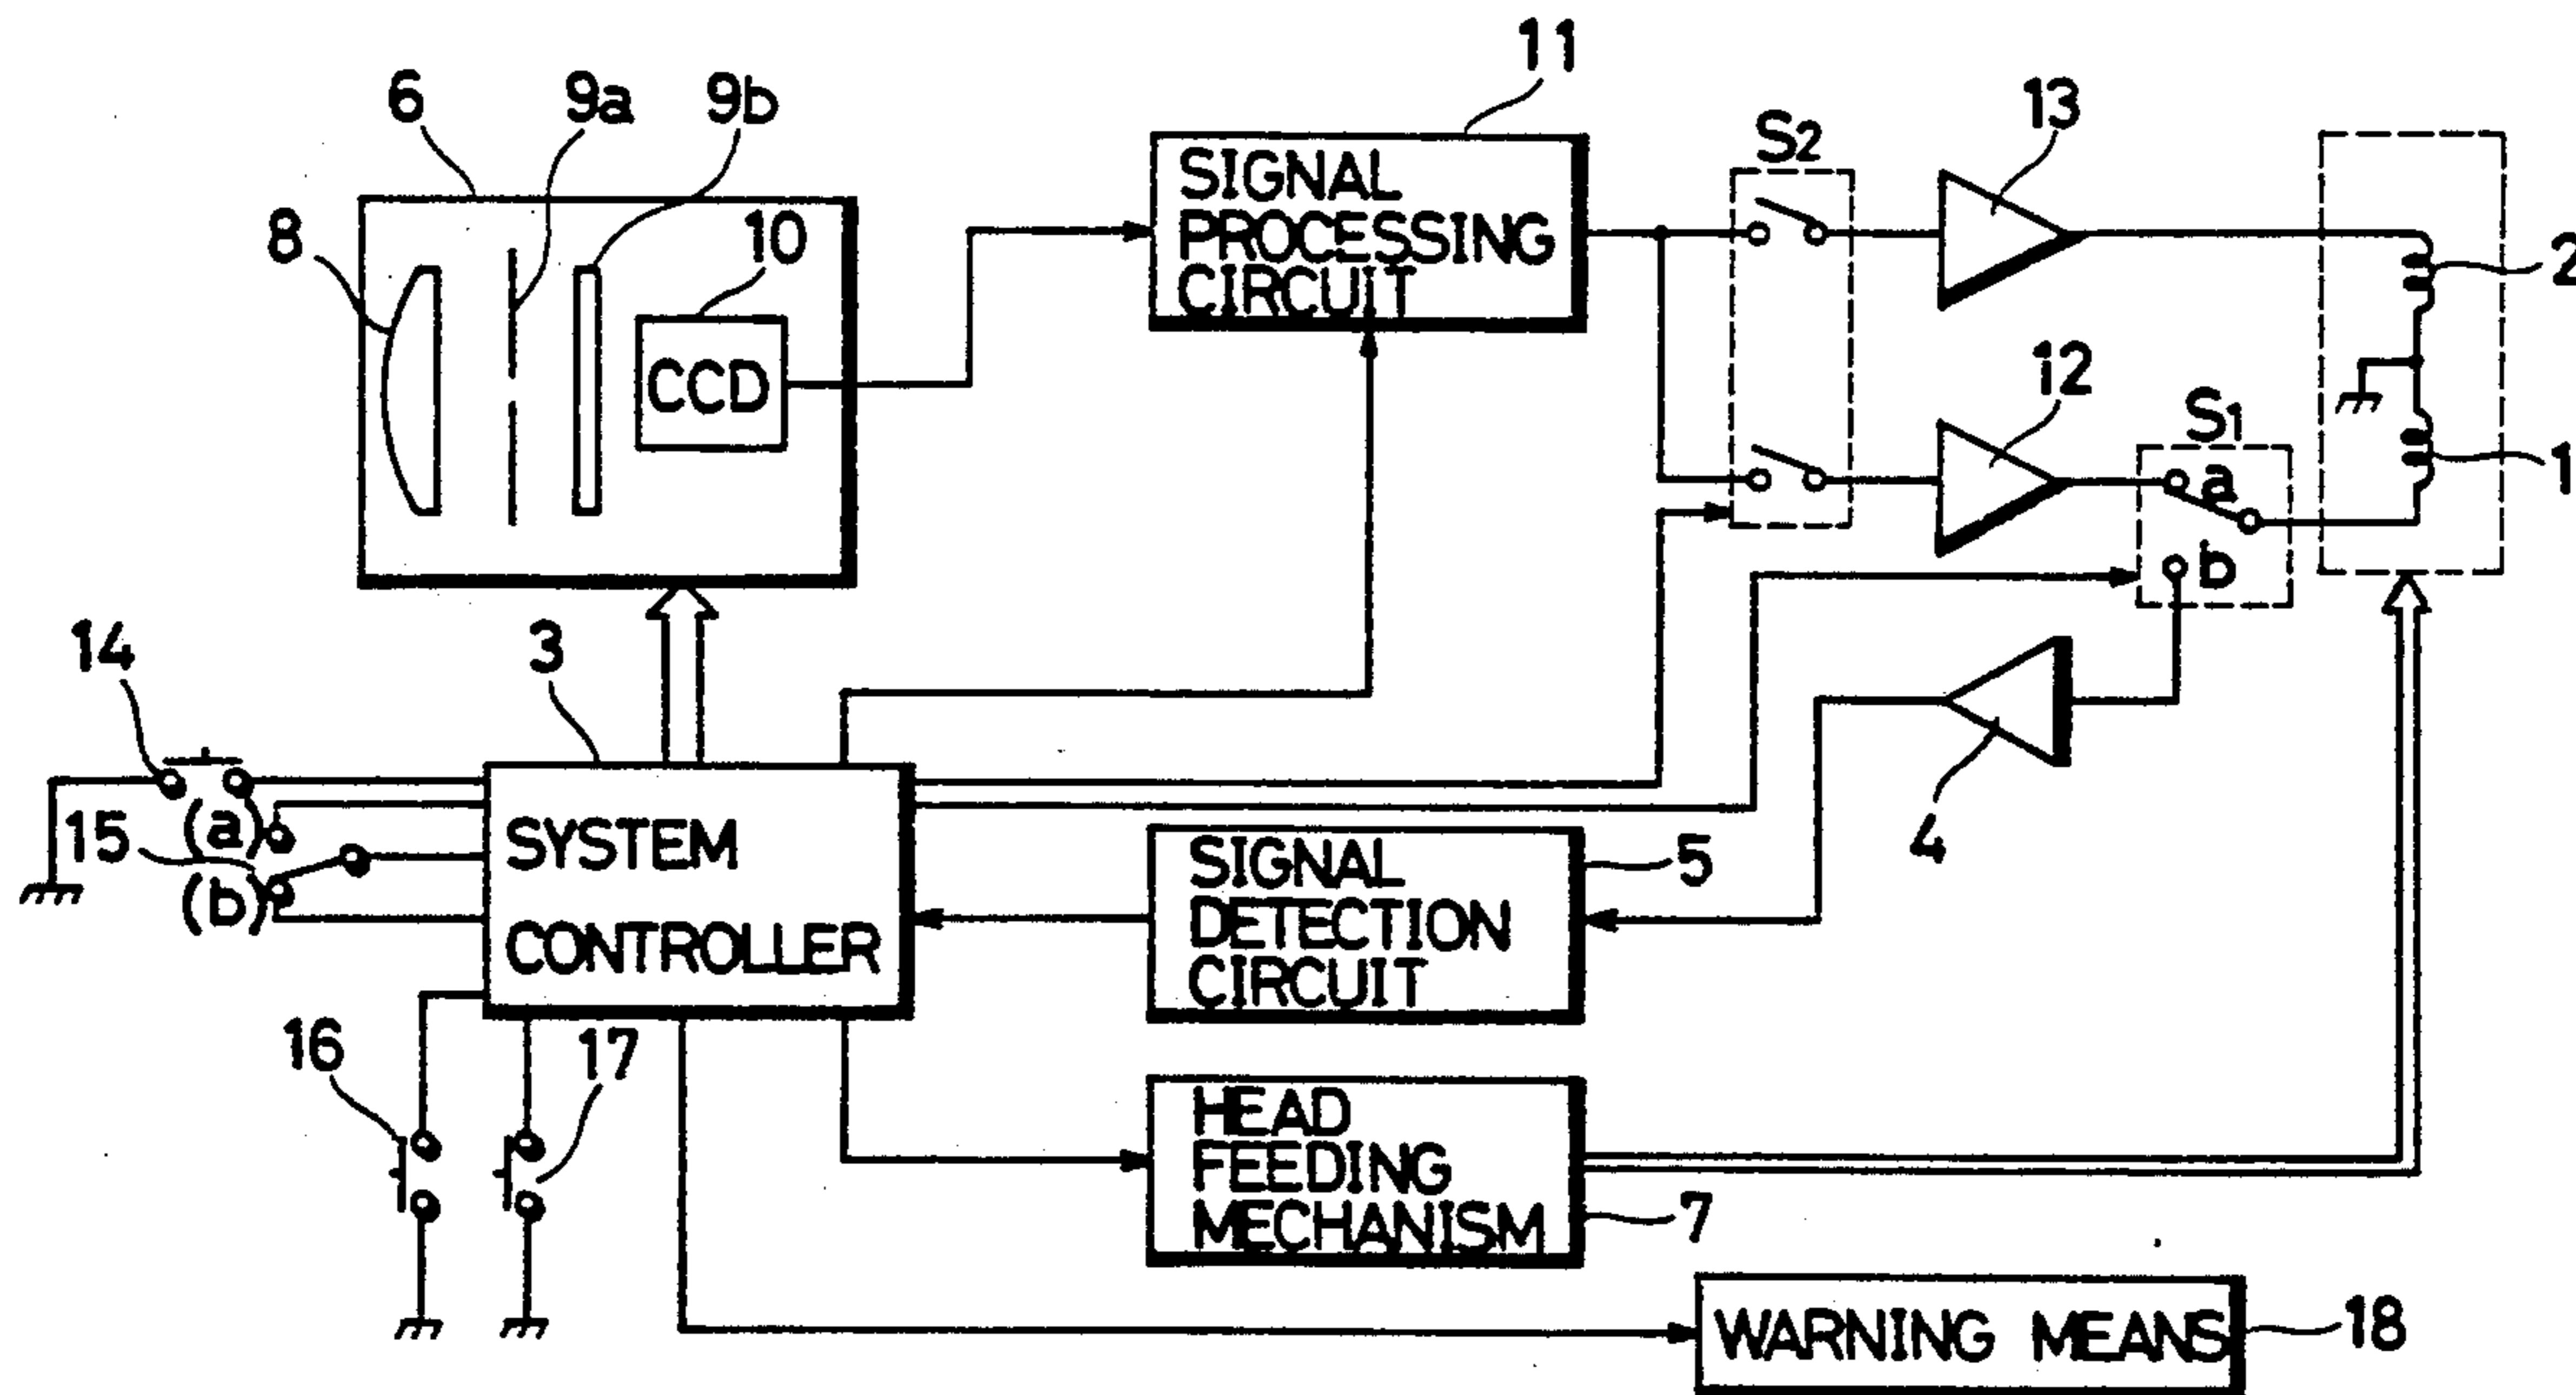 11
6
9a
9b
13
S2
SIGNAL
PROCESSING
CIRCUIT
8
10
2
CCD
12
S1
1
a
b
14
3
4
(a)
15
(b)
SYSTEM
CONTROLLER
SIGNAL
DETECTION
CIRCUIT
5
16
17
HEAD
FEEDING
MECHANISM
7
WARNING MEANS
18